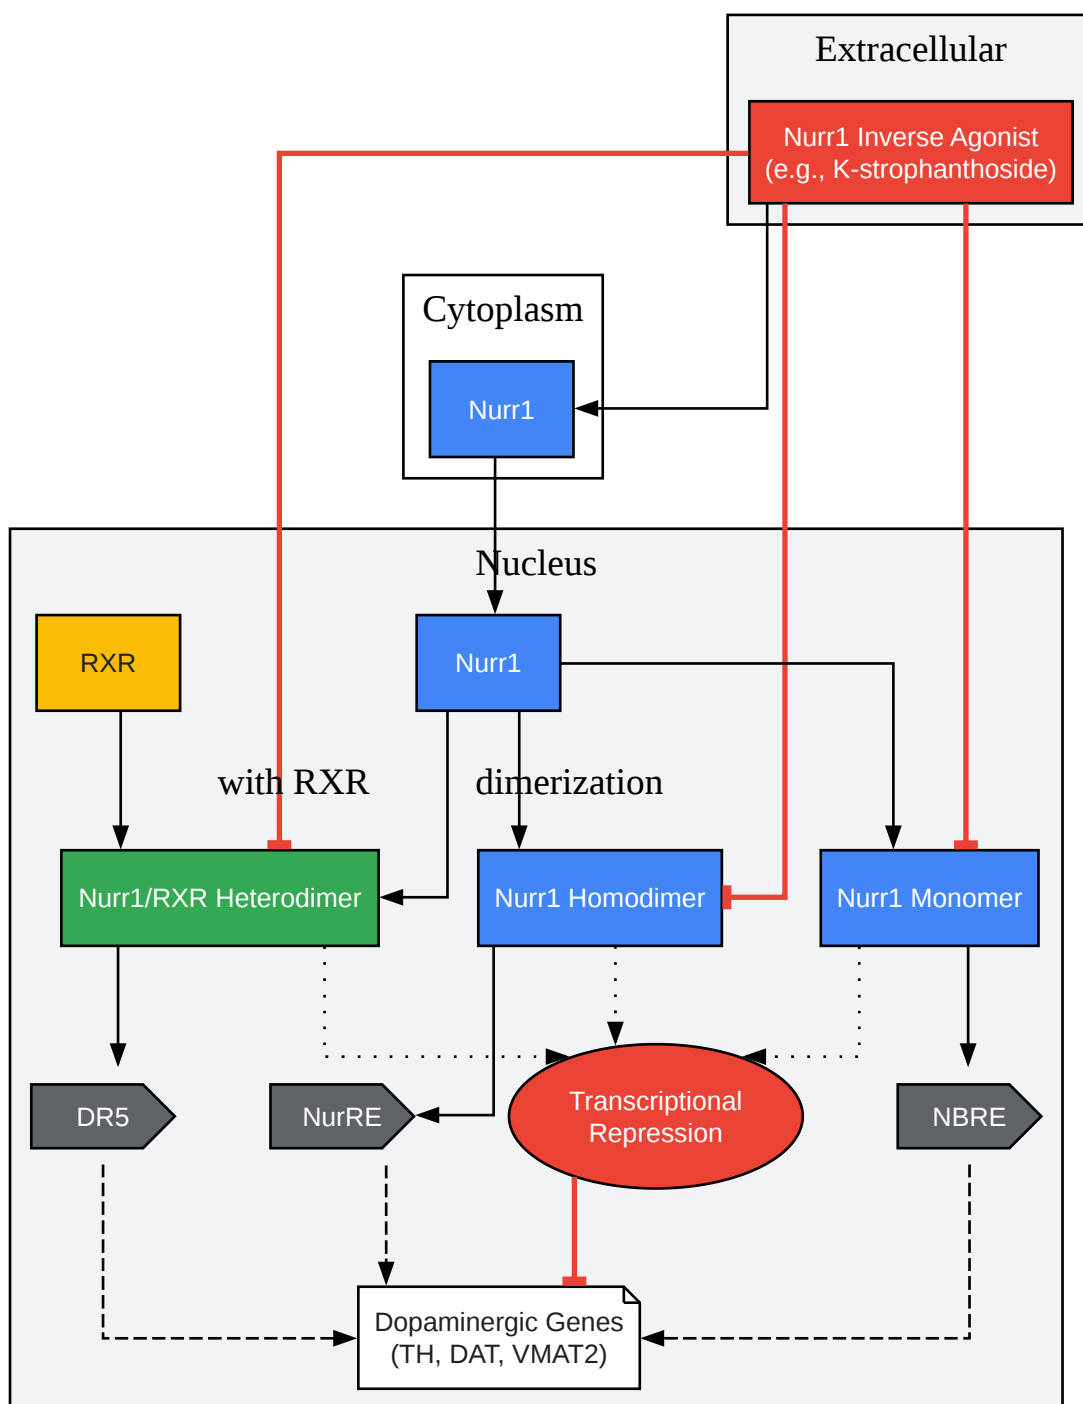 Extracellular
Nurr1 Inverse Agonist
(e.g., K-strophanthoside)
Cytoplasm
Nurr1
Nucleus
RXR
Nurr1
with RXR
dimerization
Nurr1/RXR Heterodimer
Nurr1 Homodimer
Nurr1 Monomer
DR5
NurRE
Transcriptional
Repression
NBRE
Dopaminergic Genes
(TH, DAT, VMAT2)